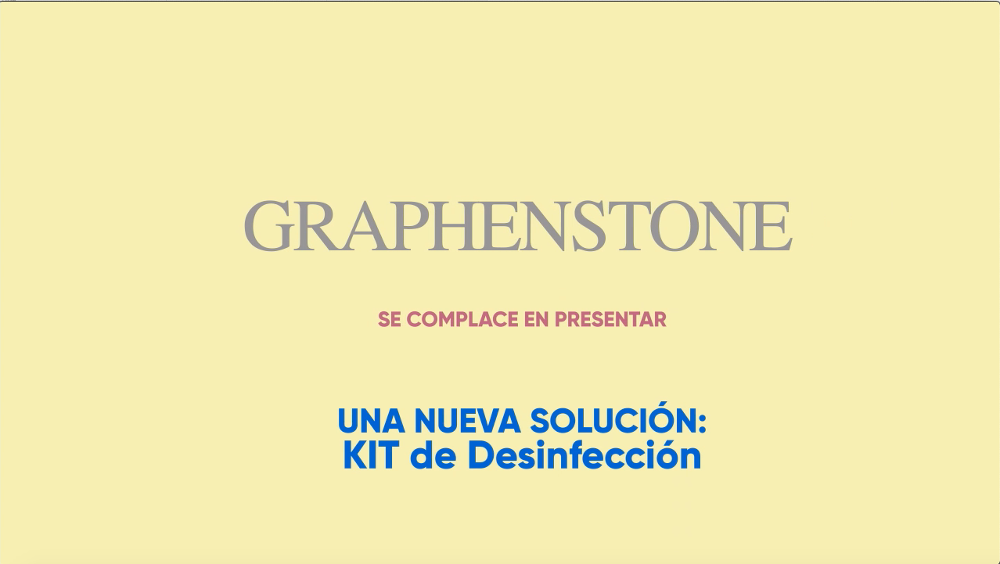 GRAPHENSTONE
SE COMPLACE EN PRESENTAR
UNA NUEVA SOLUCIÓN:
KIT de Desinfección